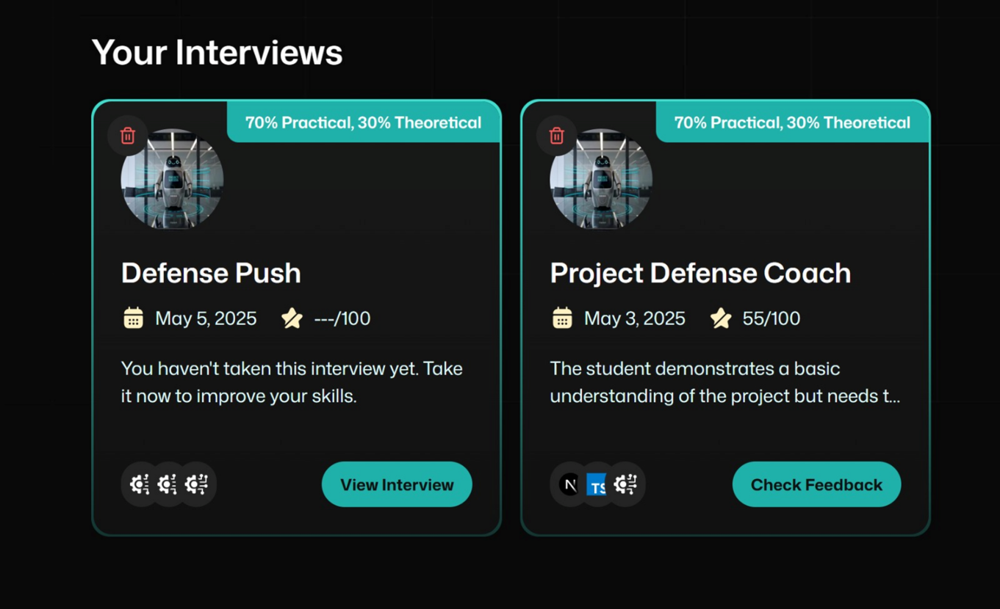 Your Interviews
70% Practical, 30% Theoretical
Defense Push
May 5, 2025
---/100
You haven't taken this interview yet. Take
it now to improve your skills.
View Interview
70% Practical, 30% Theoretical
Project Defense Coach
May 3, 2025
55/100
The student demonstrates a basic
understanding of the project but needs t...
N
TS
Check Feedback